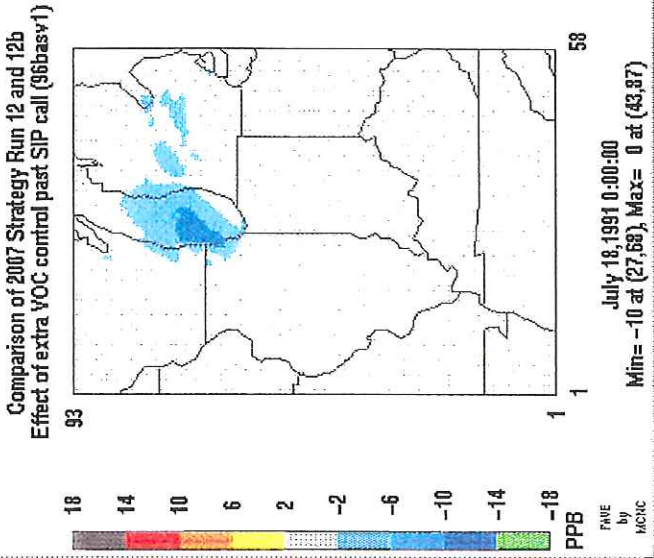 Comparison of 2007 Strategy Run 12 and 12b
Effect of extra VOC control past SIP call (96basv1)
18
14
10
6
2
-2
-6
-10
-14
-18
PPB
PAVE
by
MCNC
93
1
1
58
July 18,1991 0:00:00
Min= -10 at (27,68), Max= 0 at (43,87)